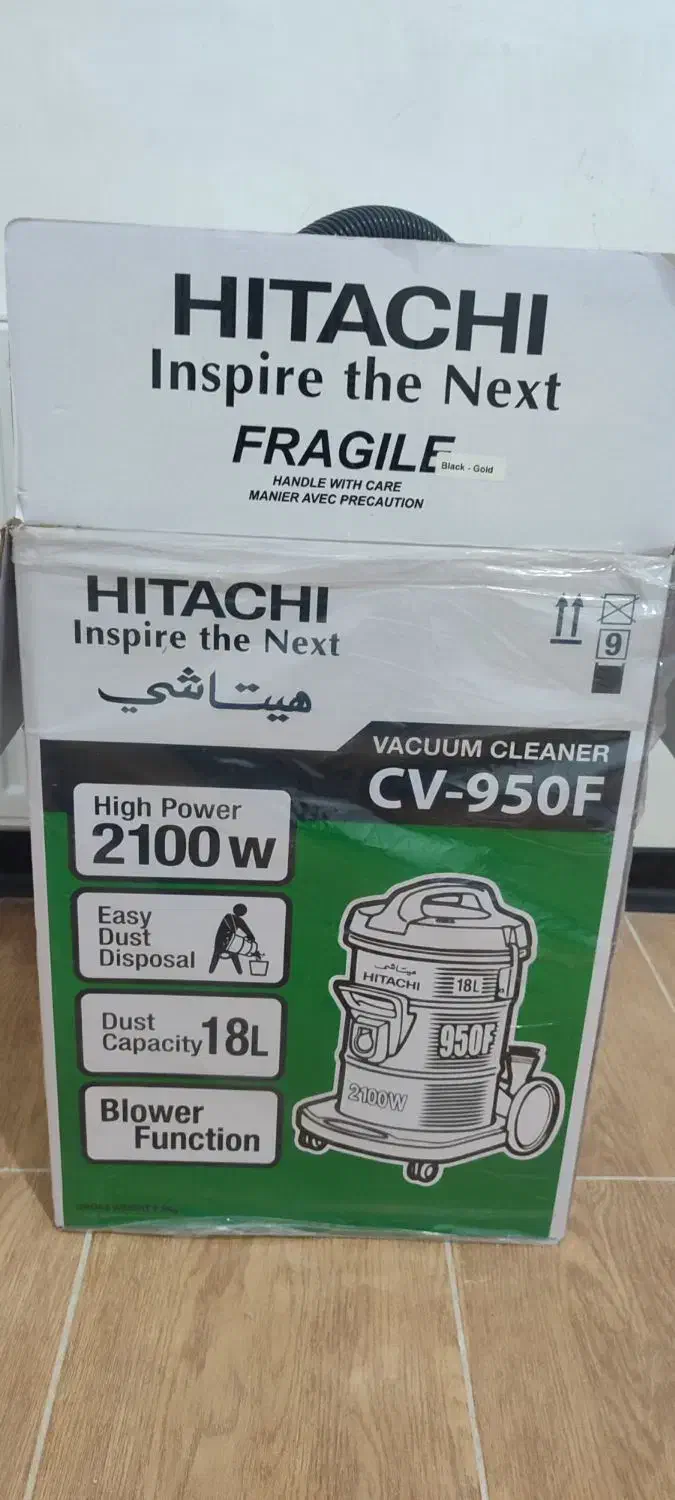 HITACHI
Inspire the Next
FRAGILE
Black - Gold
HANDLE WITH CARE
MANIER AVEC PRECAUTION
HITACHI
Inspire the Next
هيتاشي
9
VACUUM CLEANER
CV-950F
High Power
2100 W
Easy
Dust
Disposal
Dust
Capacity 18L
Blower
Function
هيتاشي
HITACHI
18L
950F
2100W